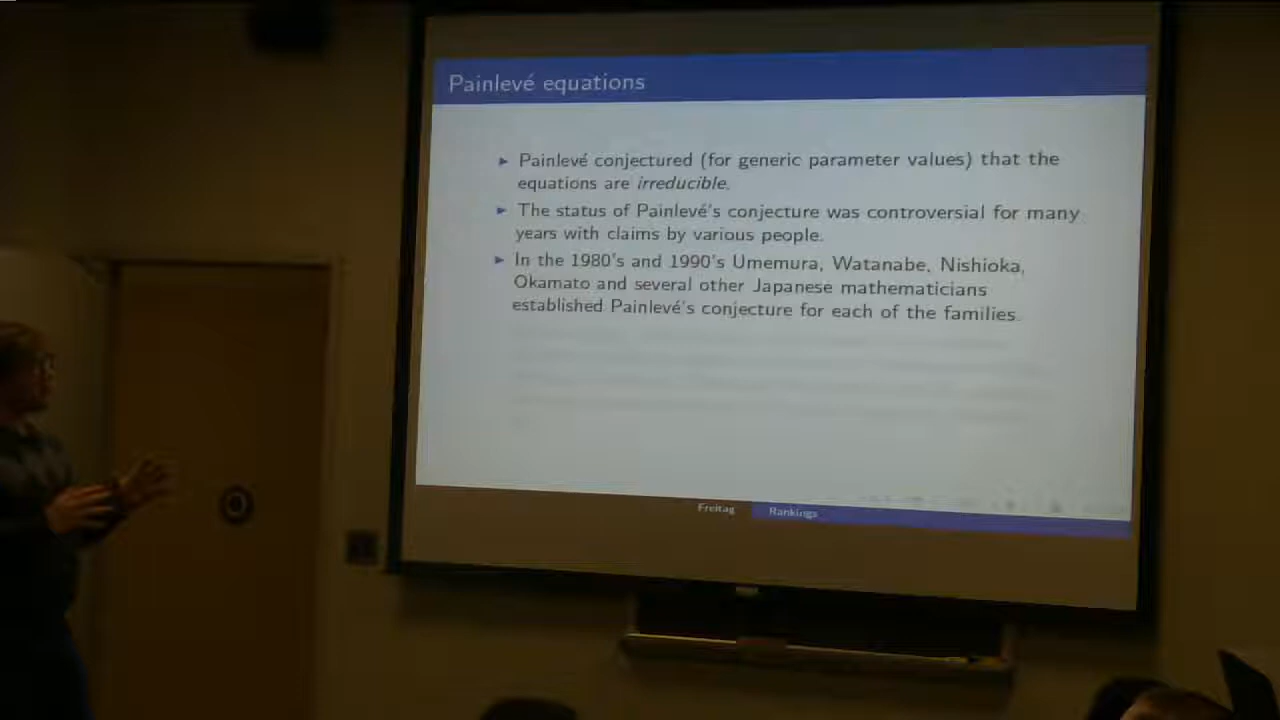 Painlevé equations
► Painlevé conjectured (for generic parameter values) that the
equations are irreducible.
► The status of Painlevé's conjecture was controversial for many
years with claims by various people.
► In the 1980's and 1990's Umemura, Watanabe, Nishioka,
Okamato and several other Japanese mathematicians
established Painlevé's conjecture for each of the families.
Freitag Rankings